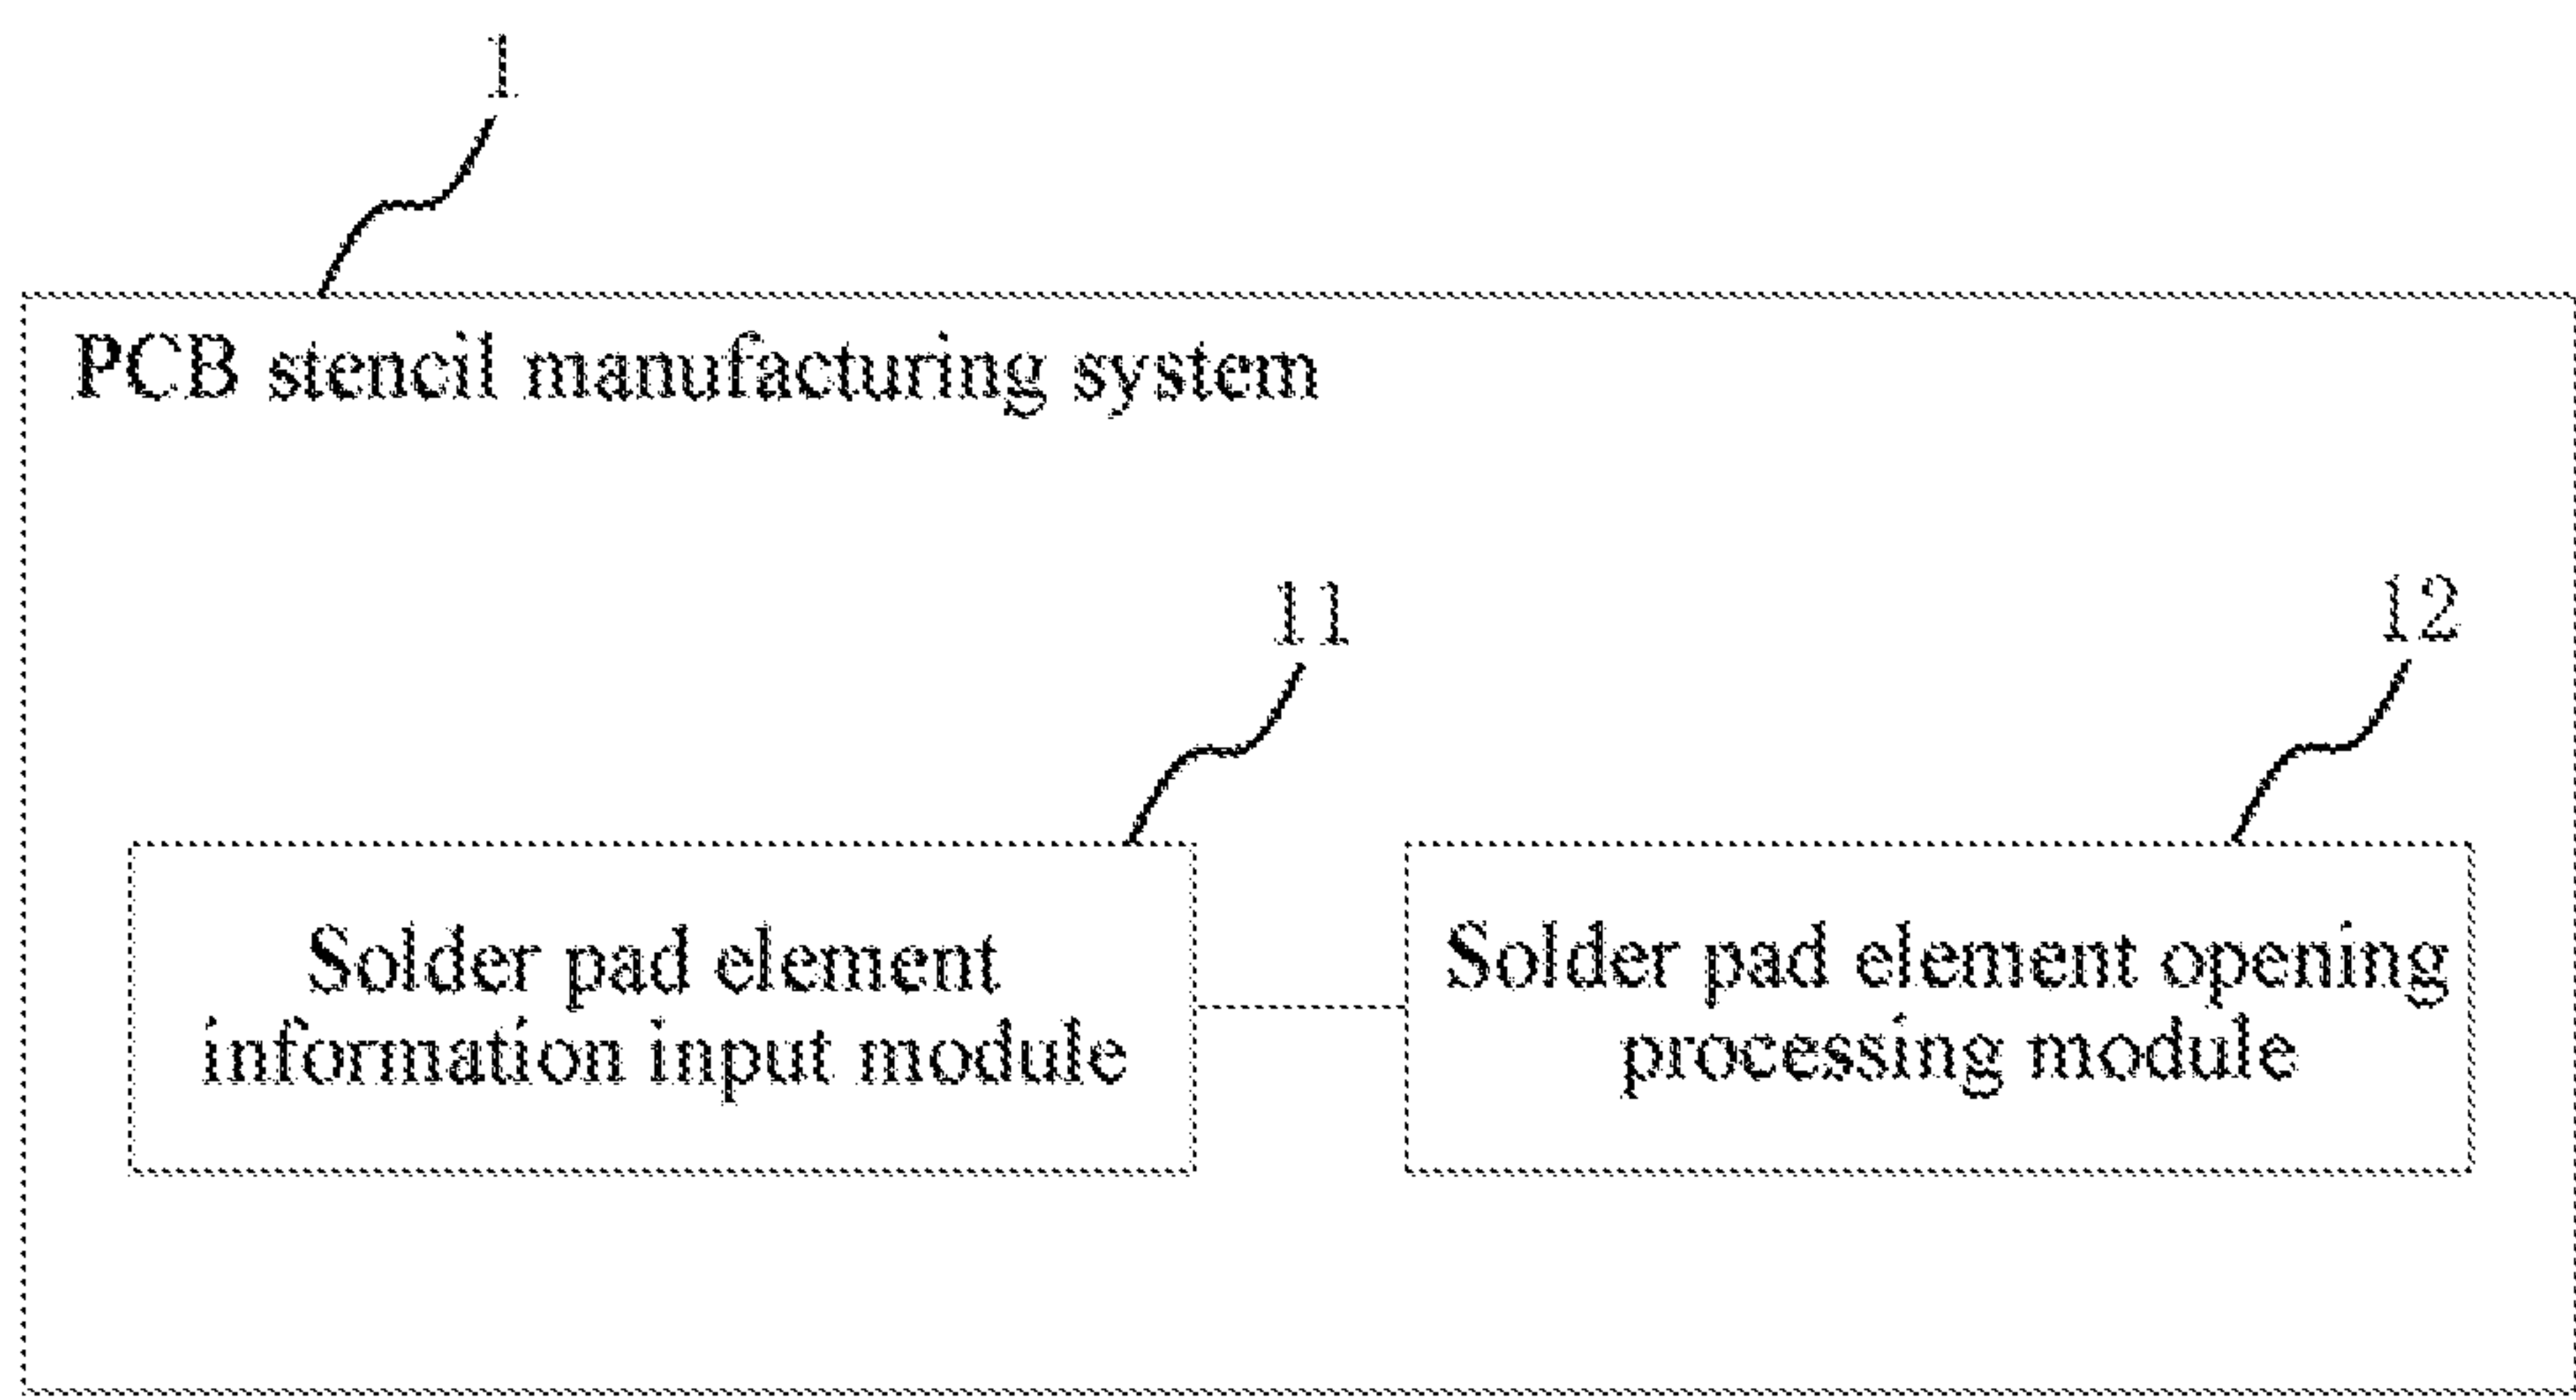 1
PCB stencil manufacturing system
11
12
Solder pad element
information input module
Solder pad element opening
processing module